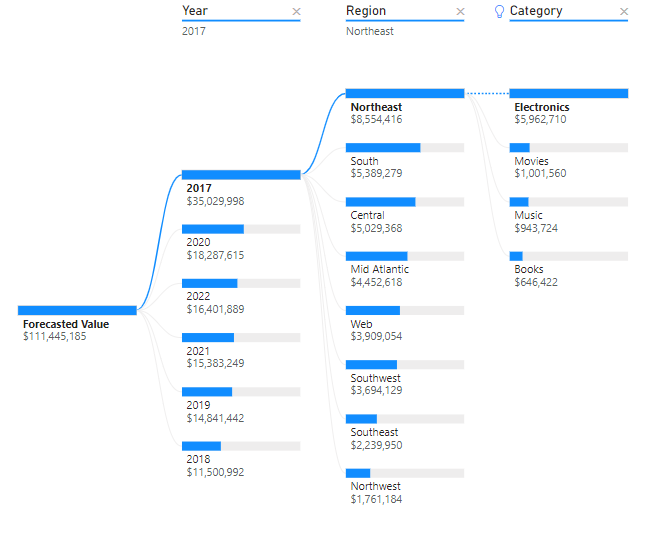 Year
2017
Region
Northeast
Category
Forecasted Value
$111,445,185
2017
$35,029,998
2020
$18,287,615
2022
$16,401,889
2021
$15,383,249
2019
$14,841,442
2018
$11,500,992
Northeast
$8,554,416
South
$5,389,279
Central
$5,029,368
Mid Atlantic
$4,452,618
Web
$3,909,054
Southwest
$3,694,129
Southeast
$2,239,950
Northwest
$1,761,184
Electronics
$5,962,710
Movies
$1,001,560
Music
$943,724
Books
$646,422